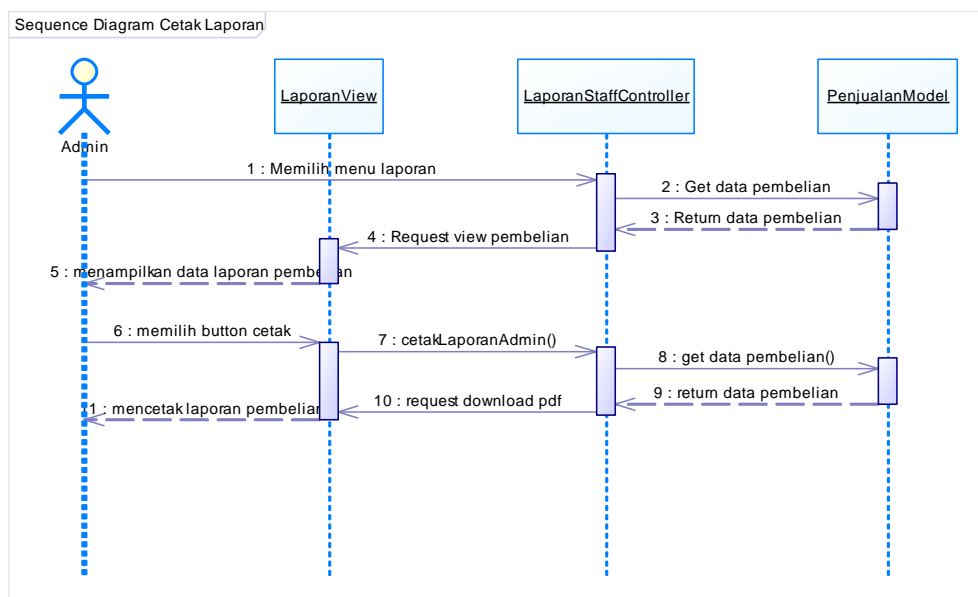 Sequence Diagram Cetak Laporan
LaporanView
LaporanStaffController
PenjualanModel
Admin
1 : Memilih menu laporan
2 : Get data pembelian
3 : Return data pembelian
4 : Request view pembelian
5 : menampilkan data laporan pembelian
6 : memilih button cetak
7 : cetakLaporanAdmin()
8 : get data pembelian()
9 : return data pembelian
10 : request download pdf
11 : mencetak laporan pembelian